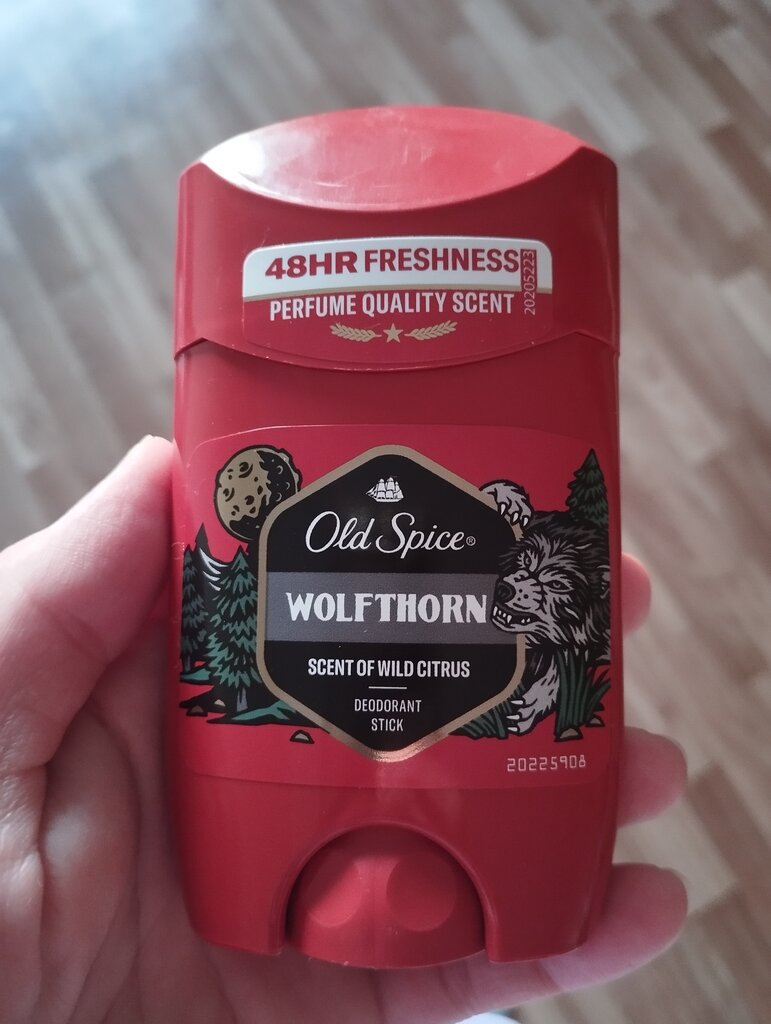 48HR FRESHNESS
20205223
PERFUME QUALITY SCENT
Old Spice®
WOLFTHORN
SCENT OF WILD CITRUS
DEODORANT
STICK
20225908